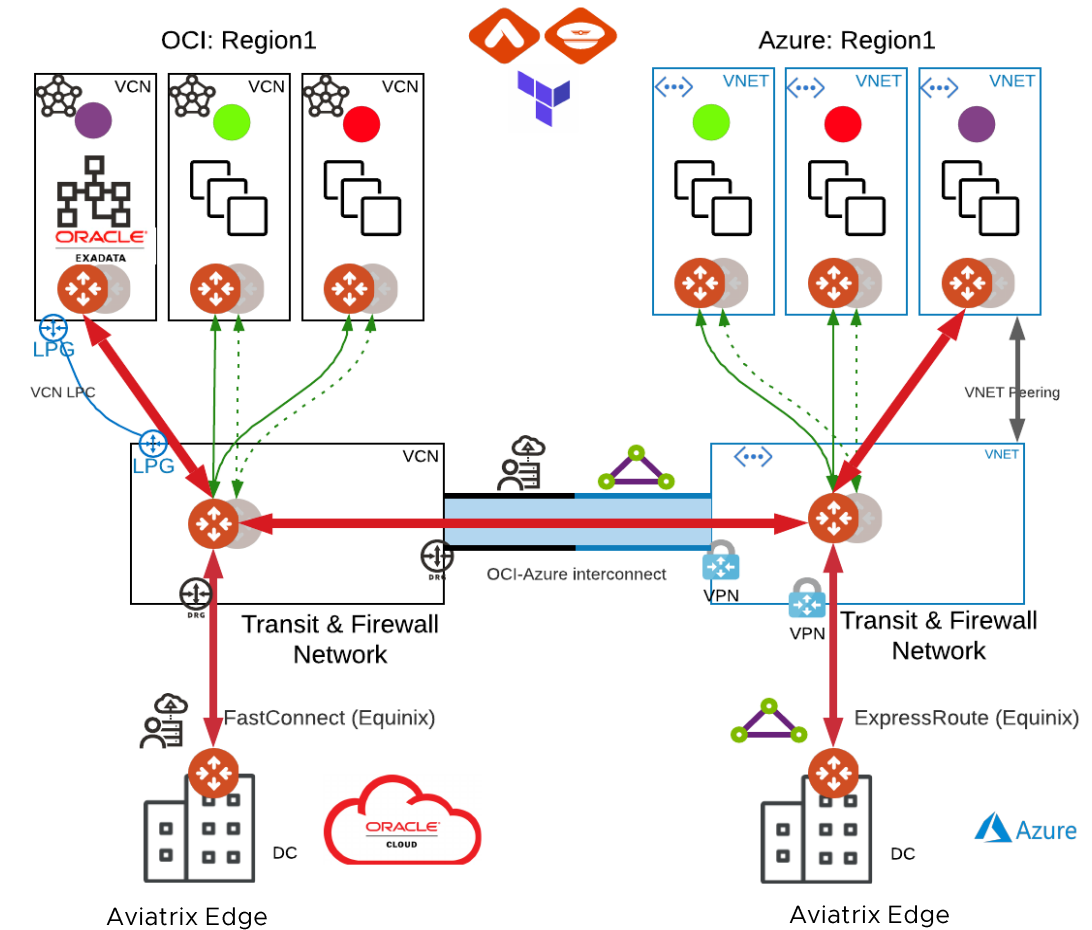 OCI: Region1
Azure: Region1
VCN
VCN
VCN
VNET
VNET
VNET
ORACLE
EXADATA
LPG
VCN LPC
VNET Peering
LPG
VCN
VNET
DRG
OCI-Azure interconnect
VPN
DRG
VPN
Transit & Firewall
Network
Transit & Firewall
Network
FastConnect (Equinix)
ExpressRoute (Equinix)
ORACLE
CLOUD
Azure
DC
DC
Aviatrix Edge
Aviatrix Edge